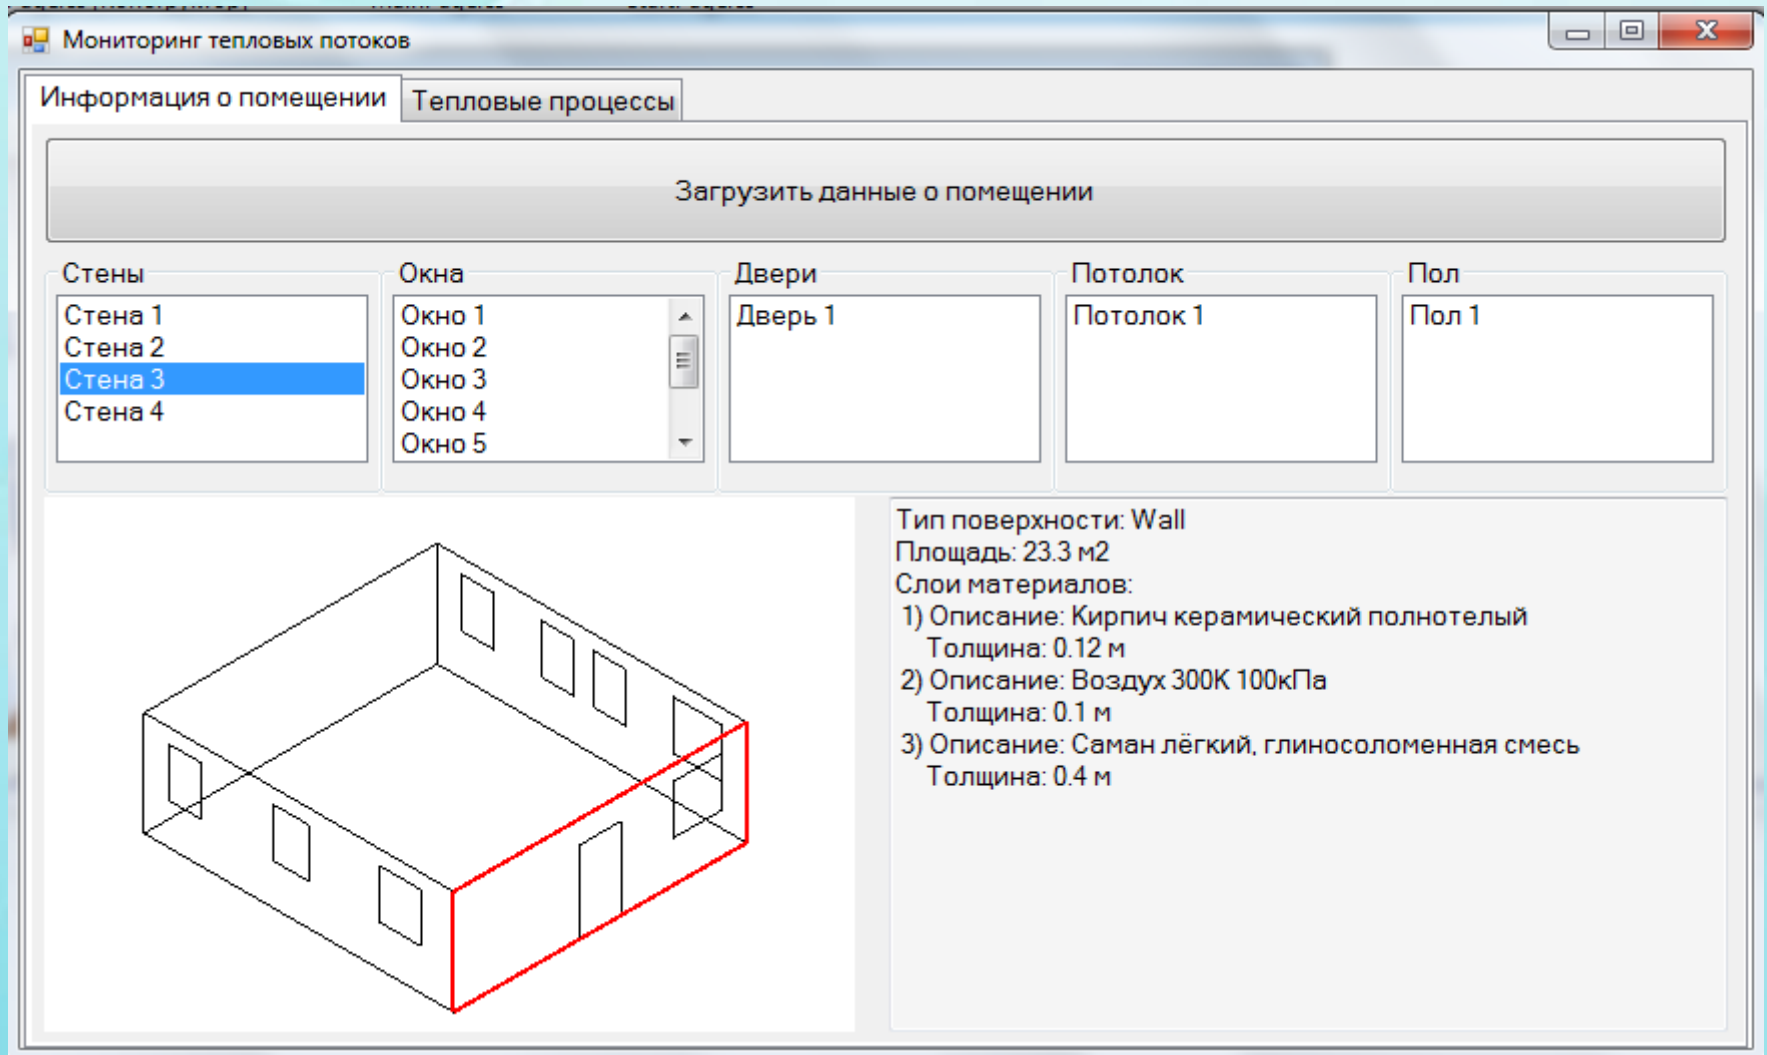 Мониторинг тепловых потоков
Информация о помещении
Тепловые процессы
Загрузить данные о помещении
Стены
Стена 1
Стена 2
Стена 3
Стена 4
Окна
Окно 1
Окно 2
Окно 3
Окно 4
Окно 5
Двери
Дверь 1
Потолок
Потолок 1
Пол
Пол 1
Тип поверхности: Wall
Площадь: 23.3 м2
Слои материалов:
1) Описание: Кирпич керамический полнотелый
Толщина: 0.12 м
2) Описание: Воздух 300К 100кПа
Толщина: 0.1 м
3) Описание: Саман лёгкий, глиносоломенная смесь
Толщина: 0.4 м